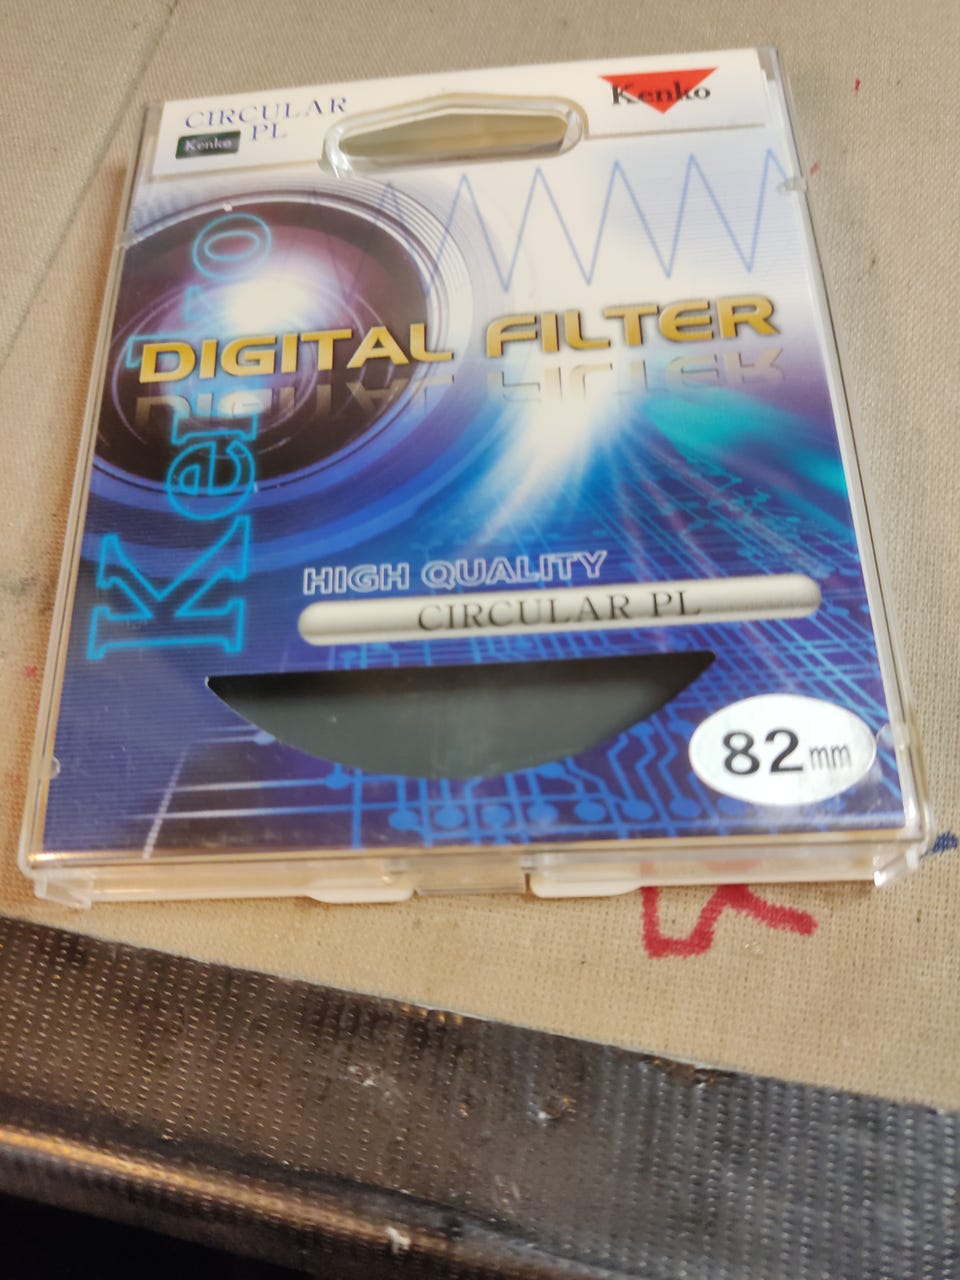 CIRCULAR
PL
Kenko
Kenko
Kenko
DIGITAL FILTER
HIGH QUALITY
CIRCULAR PL
82mm